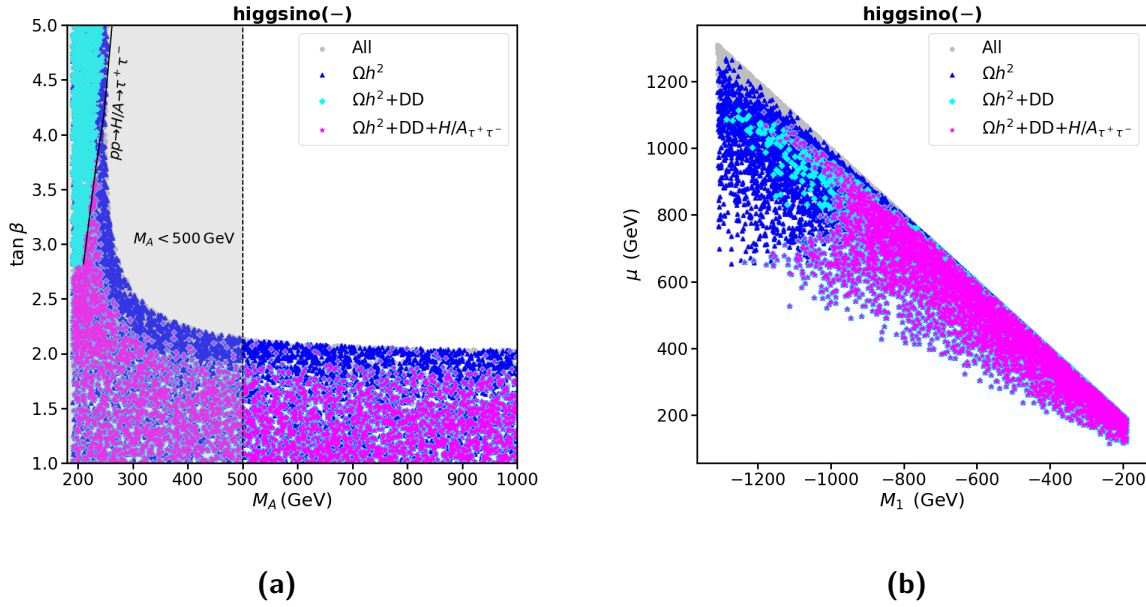 higgsino(−)
5.0
4.5
4.0
3.5
3.0
2.5
2.0
1.5
1.0
tan β
200 300 400 500 600 700 800 900 1000
M_A (GeV)
All
Ωh²
Ωh²+DD
Ωh²+DD+H/A_τ⁺τ⁻
pp→H/A→τ⁺τ⁻
M_A < 500 GeV
(a)
higgsino(−)
1200
1000
800
600
400
200
μ (GeV)
−1200 −1000 −800 −600 −400 −200
M₁ (GeV)
All
Ωh²
Ωh²+DD
Ωh²+DD+H/A_τ⁺τ⁻
(b)